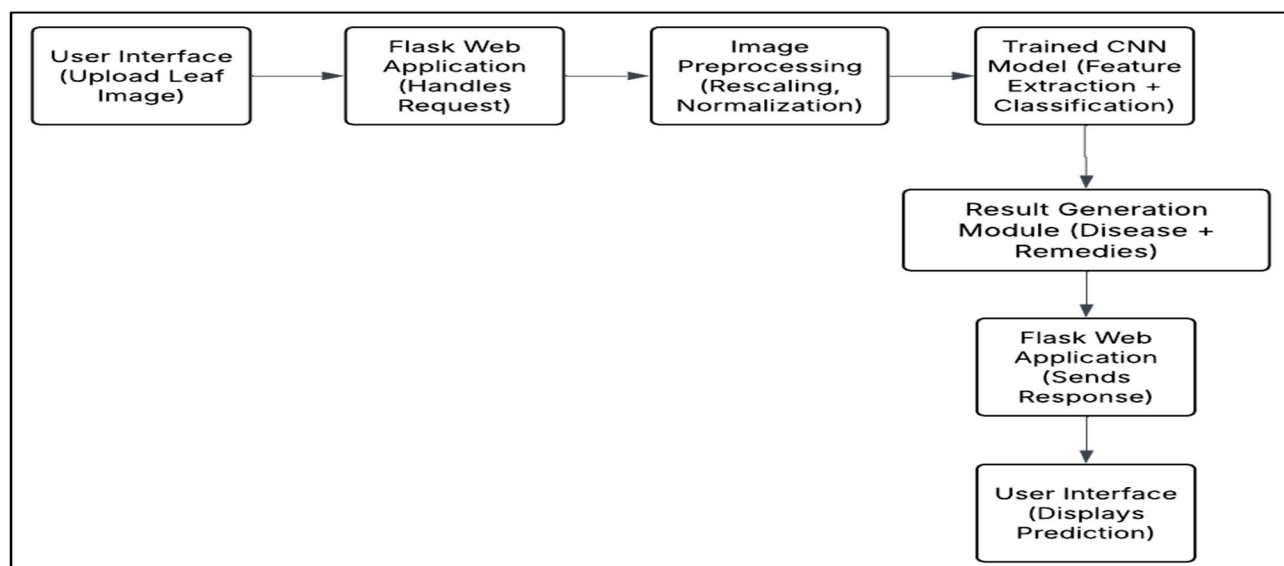 User Interface
(Upload Leaf
Image)
Flask Web
Application
(Handles
Request)
Image
Preprocessing
(Rescaling,
Normalization)
Trained CNN
Model (Feature
Extraction +
Classification)
Result Generation
Module (Disease +
Remedies)
Flask Web
Application
(Sends
Response)
User Interface
(Displays
Prediction)